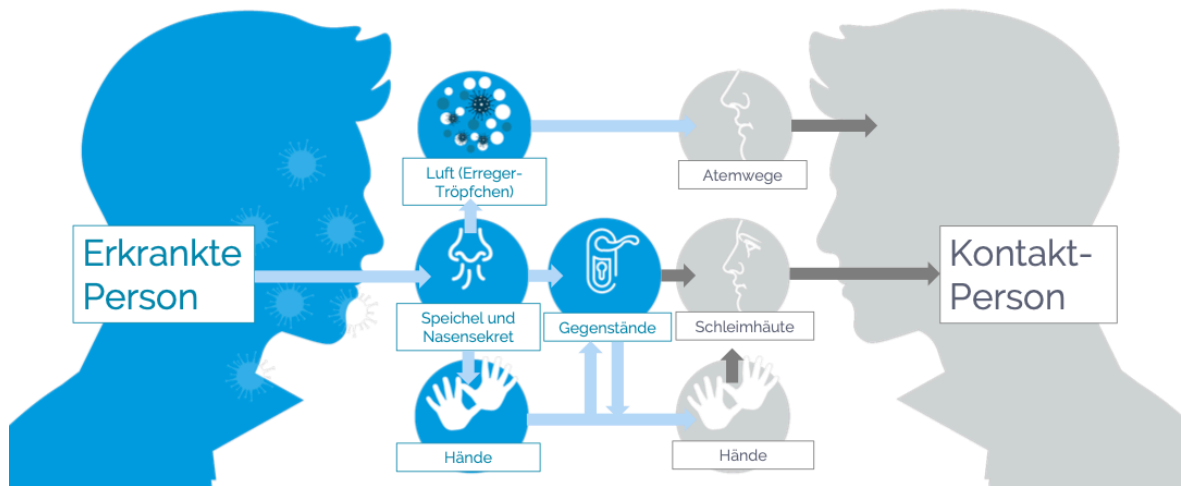 Luft (Erreger-
Tröpfchen)
Atemwege
Erkrankte
Person
Speichel und
Nasensekret
Gegenstände
Schleimhäute
Kontakt-
Person
Hände
Hände